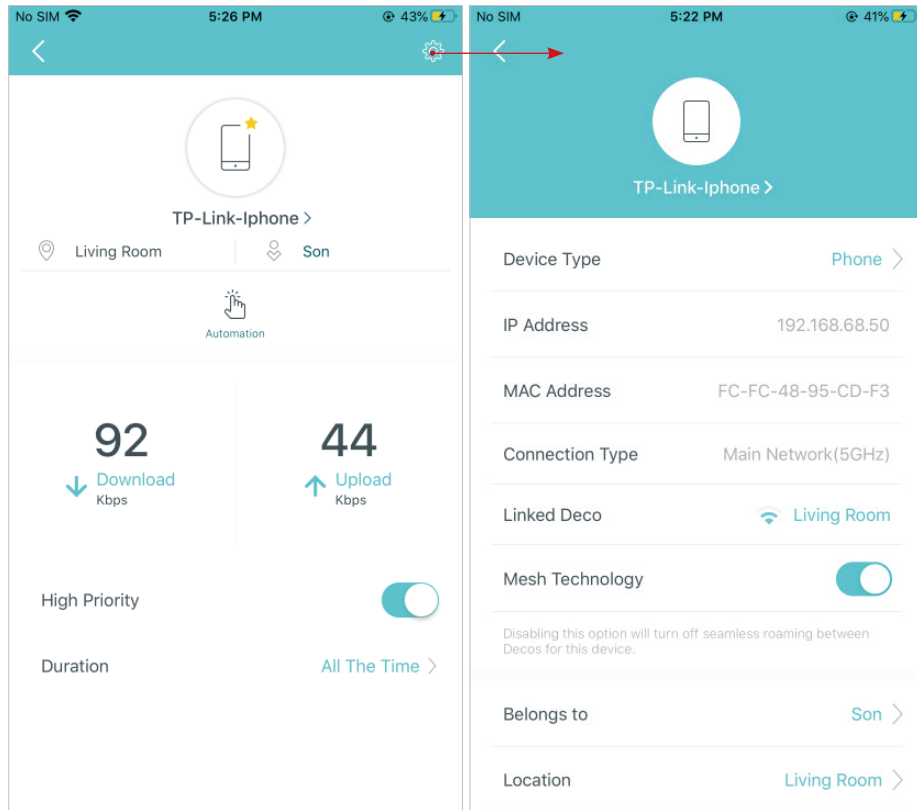 No SIM 5:26 PM 43%
TP-Link-Iphone >
Living Room Son
Automation
92 44
Download Upload
Kbps Kbps
High Priority
Duration All The Time >
No SIM 5:22 PM 41%
TP-Link-Iphone >
Device Type Phone >
IP Address 192.168.68.50
MAC Address FC-FC-48-95-CD-F3
Connection Type Main Network(5GHz)
Linked Deco Living Room
Mesh Technology
Disabling this option will turn off seamless roaming between
Decos for this device.
Belongs to Son >
Location Living Room >